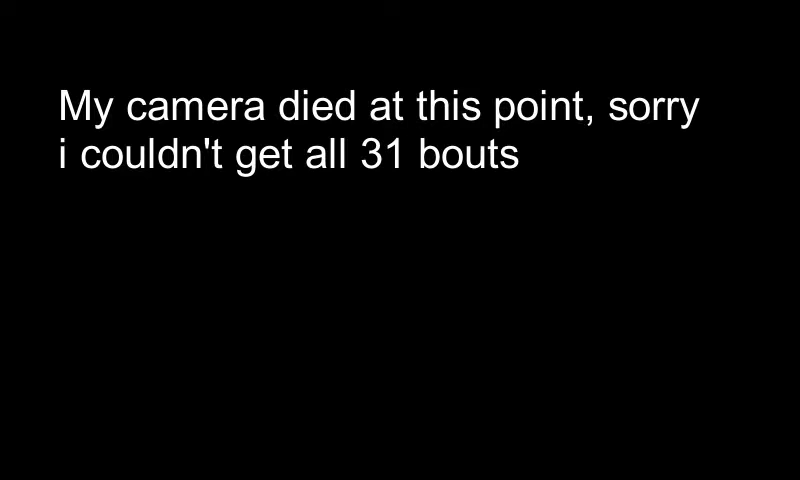 My camera died at this point, sorry
i couldn't get all 31 bouts